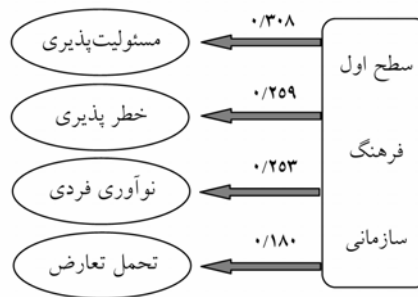 سطح اول
فرهنگ
سازمانی
۰/۳۰۸
مسئولیت‌پذیری
۰/۲۵۹
خطر پذیری
۰/۲۵۳
نوآوری فردی
۰/۱۸۰
تحمل تعارض